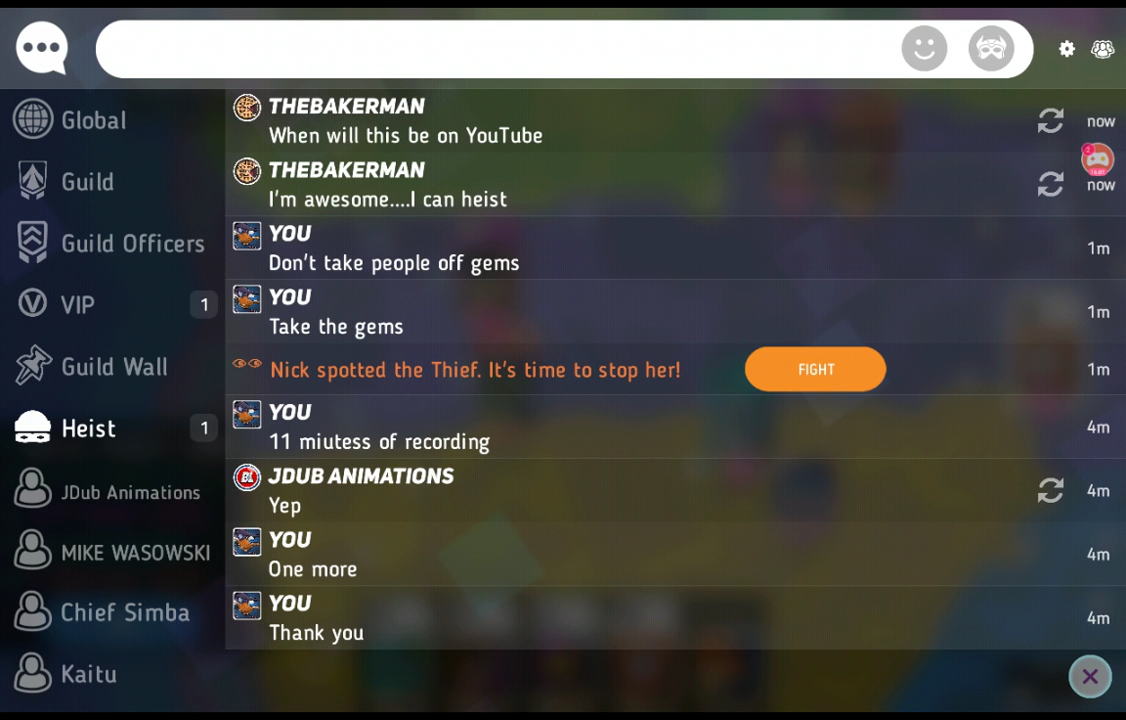 THEBAKERMAN
When will this be on YouTube
now
THEBAKERMAN
I'm awesome....I can heist
now
YOU
Don't take people off gems
1m
YOU
Take the gems
1m
Nick spotted the Thief. It's time to stop her!
FIGHT
1m
YOU
11 miutess of recording
4m
JDUB ANIMATIONS
Yep
4m
YOU
One more
4m
YOU
Thank you
4m
Global
Guild
Guild Officers
VIP 1
Guild Wall
Heist 1
JDub Animations
MIKE WASOWSKI
Chief Simba
Kaitu